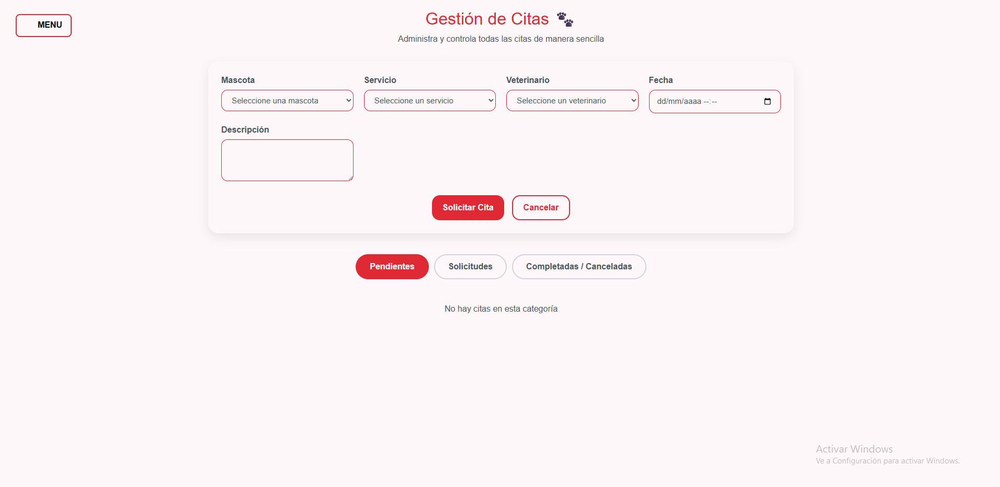 MENU
Gestión de Citas
Administra y controla todas las citas de manera sencilla
Mascota
Servicio
Veterinario
Fecha
Seleccione una mascota
Seleccione un servicio
Seleccione un veterinario
dd/mm/aaaa --:--
Descripción
Solicitar Cita
Cancelar
Pendientes
Solicitudes
Completadas / Canceladas
No hay citas en esta categoría
Activar Windows
Ve a Configuración para activar Windows.